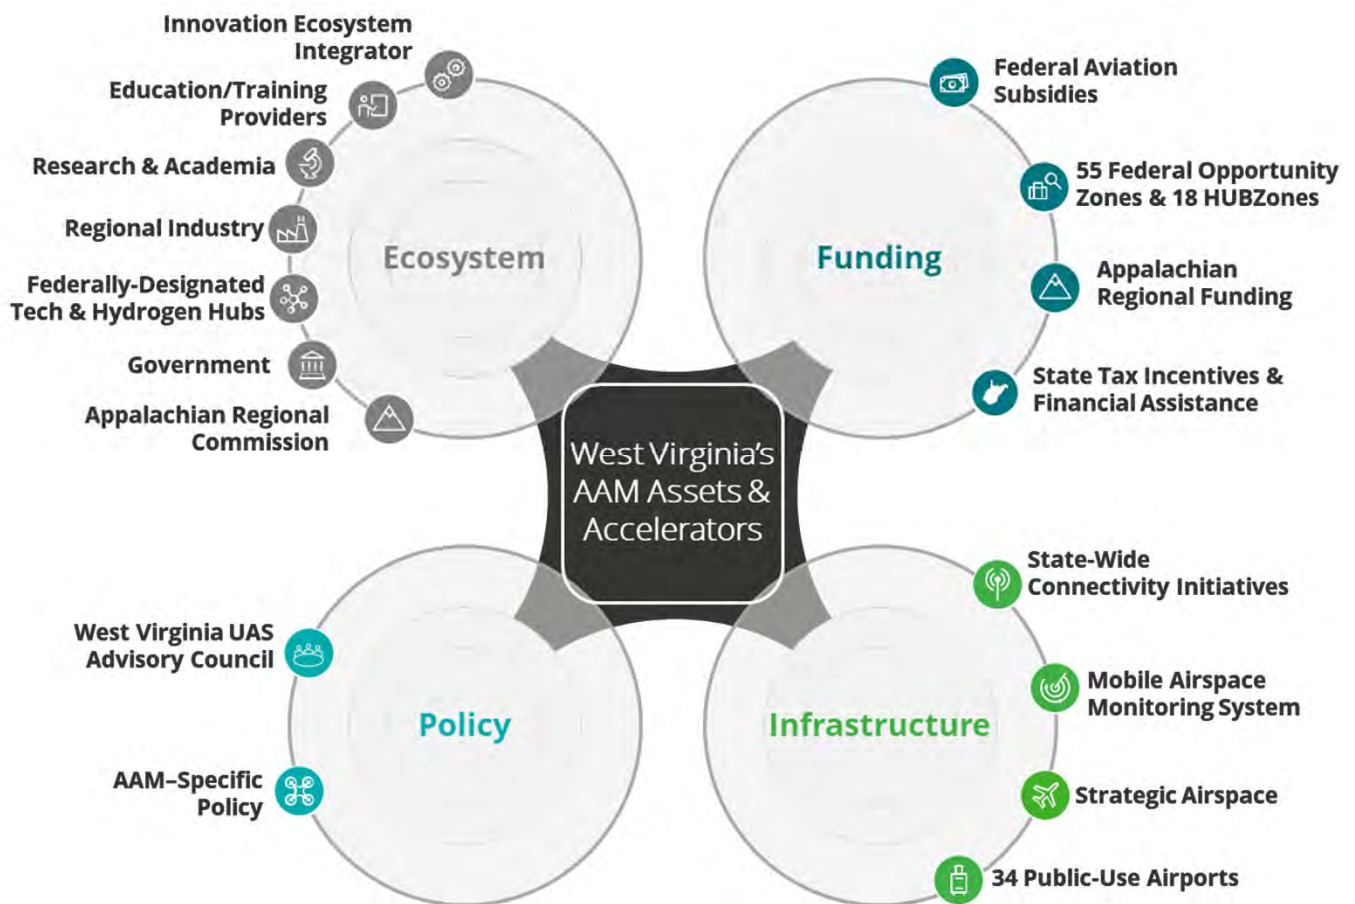 Innovation Ecosystem
Integrator
Education/Training
Providers
Research & Academia
Regional Industry
Federally-Designated
Tech & Hydrogen Hubs
Government
Appalachian Regional
Commission
Ecosystem
Federal Aviation
Subsidies
55 Federal Opportunity
Zones & 18 HUBZones
Appalachian
Regional Funding
State Tax Incentives &
Financial Assistance
Funding
West Virginia's
AAM Assets &
Accelerators
West Virginia UAS
Advisory Council
AAM–Specific
Policy
Policy
State-Wide
Connectivity Initiatives
Mobile Airspace
Monitoring System
Strategic Airspace
34 Public-Use Airports
Infrastructure